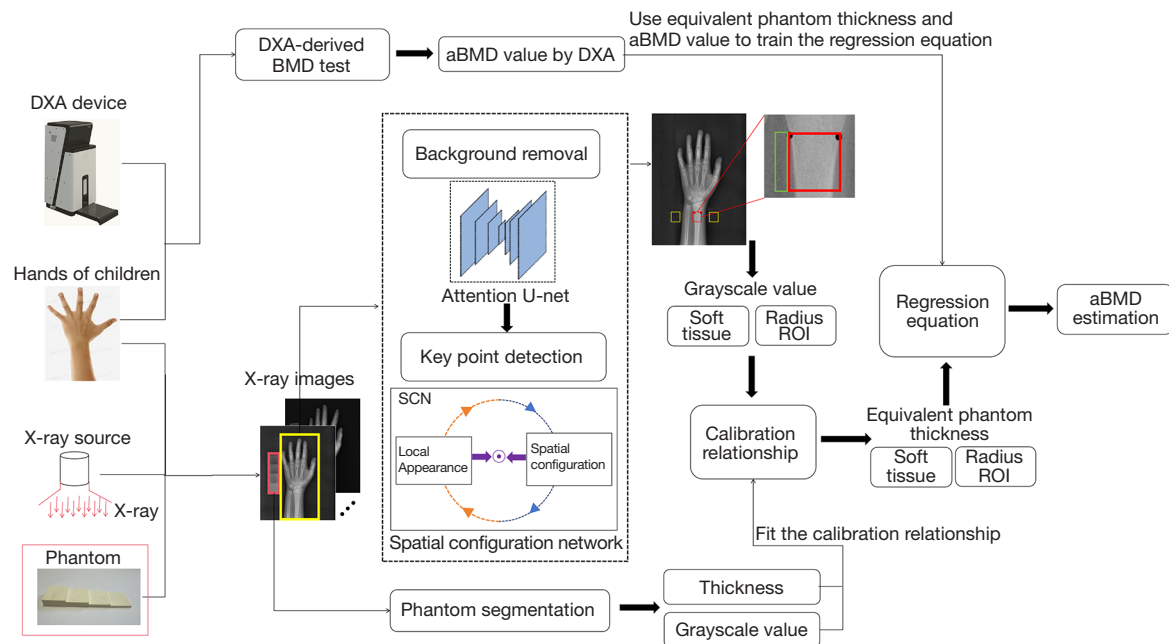 DXA-derived
BMD test
aBMD value by DXA
Use equivalent phantom thickness and
aBMD value to train the regression equation
DXA device
Hands of children
X-ray source
X-ray
Phantom
X-ray images
Background removal
Attention U-net
Key point detection
SCN
Local
Appearance
Spatial
configuration
Spatial configuration network
Phantom segmentation
Thickness
Grayscale value
Fit the calibration relationship
Grayscale value
Soft
tissue
Radius
ROI
Calibration
relationship
Equivalent phantom
thickness
Soft
tissue
Radius
ROI
Regression
equation
aBMD
estimation